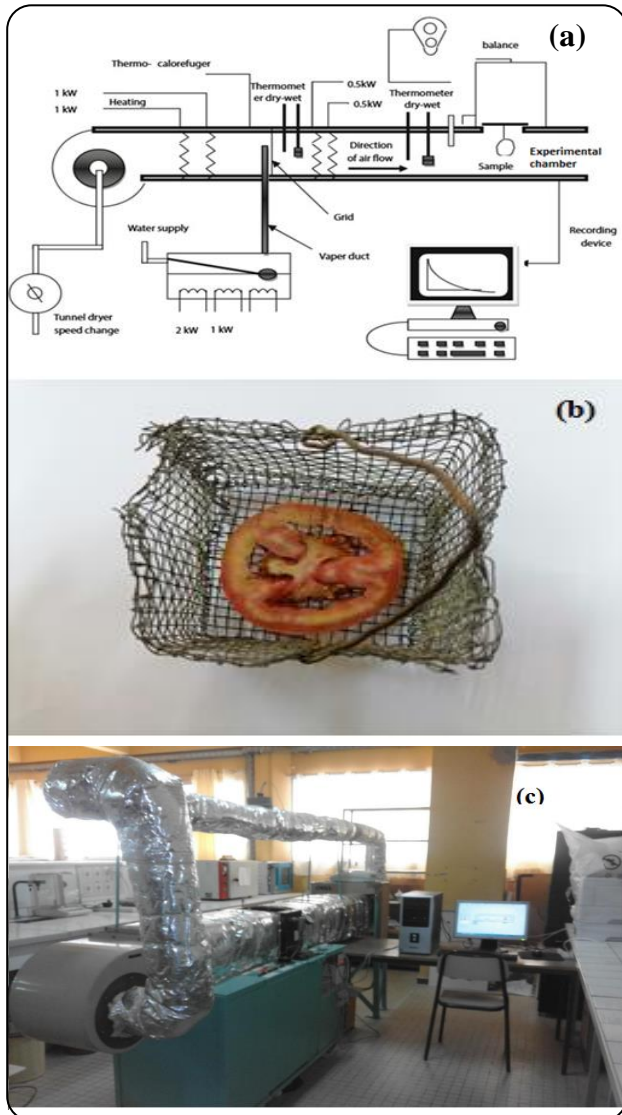 (a)
balance
Thermo- calorefuger
1 kW
1 kW
Heating
Thermomet
er dry-wet
0.5kW
0.5kW
Thermometer
dry-wet
Direction
of air flow
Sample
Experimental
chamber
Grid
Water supply
Vaper duct
Recording
device
Tunnel dryer
speed change
2 kW 1 kW
(b)
(c)